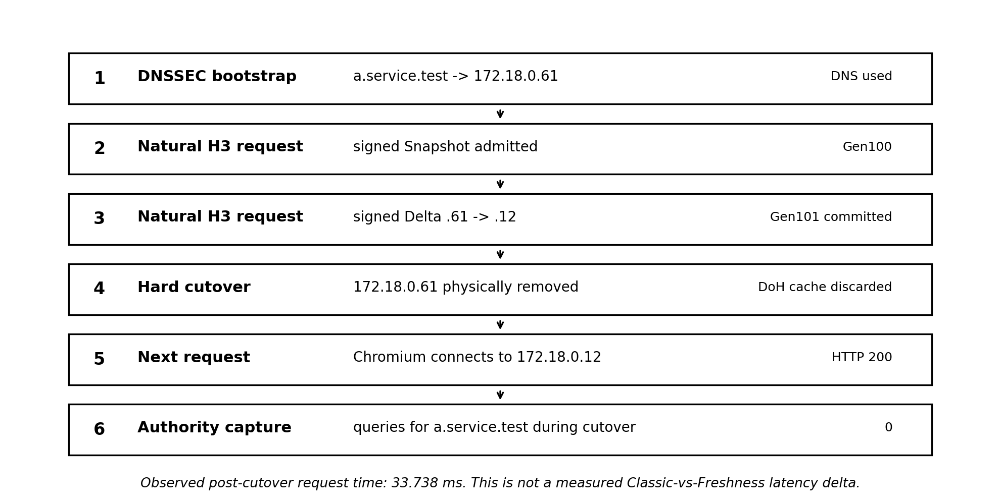 1 DNSSEC bootstrap a.service.test -> 172.18.0.61 DNS used
2 Natural H3 request signed Snapshot admitted Gen100
3 Natural H3 request signed Delta .61 -> .12 Gen101 committed
4 Hard cutover 172.18.0.61 physically removed DoH cache discarded
5 Next request Chromium connects to 172.18.0.12 HTTP 200
6 Authority capture queries for a.service.test during cutover 0
Observed post-cutover request time: 33.738 ms. This is not a measured Classic-vs-Freshness latency delta.